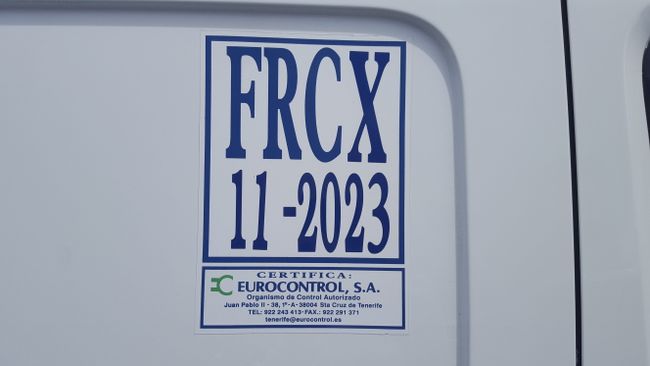 FRCX
11-2023
CERTIFICA:
EUROCONTROL, S.A.
Organismo de Control Autorizado
Juan Pablo II - 38, 1º-A-38004 Sta Cruz de Tenerife
TEL: 922 243 413-FAX.: 922 291 371
tenerife@eurocontrol.es